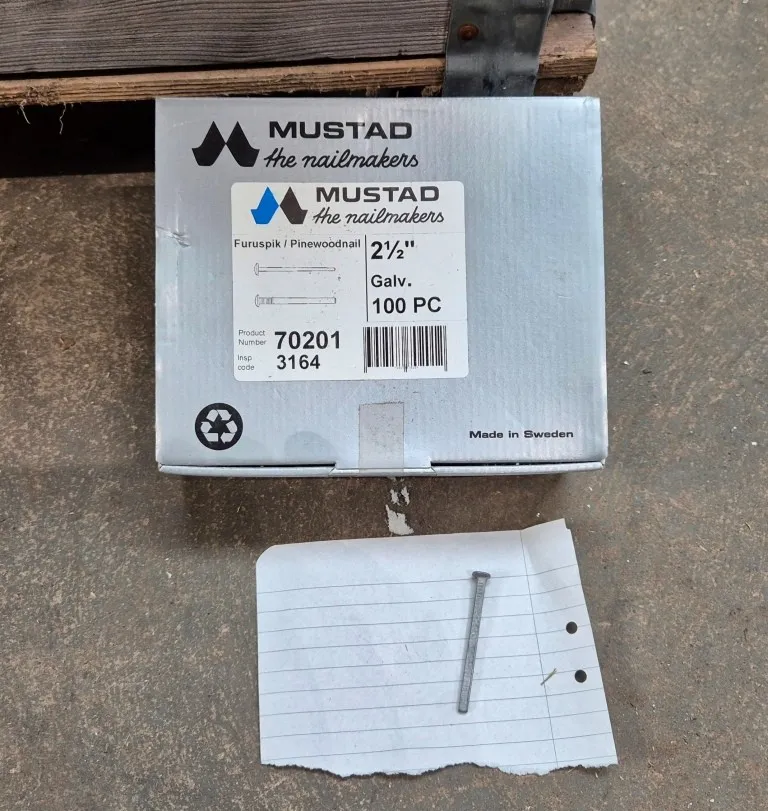 MUSTAD
the nailmakers
MUSTAD
the nailmakers
Furuspik / Pinewoodnail
2½"
Galv.
100 PC
Product Number 70201
Insp code 3164
Made in Sweden